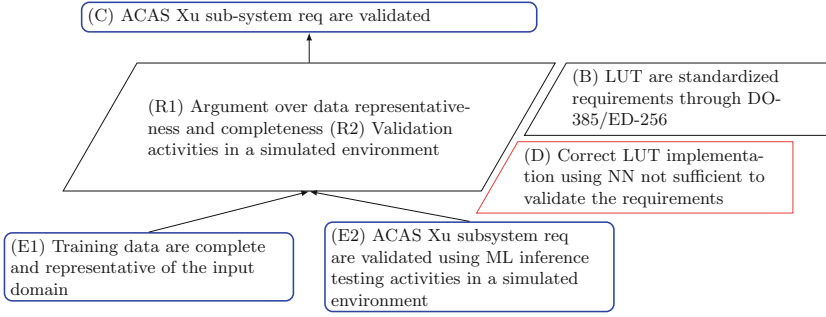 (C) ACAS Xu sub-system req are validated
(R1) Argument over data representative-
ness and completeness (R2) Validation
activities in a simulated environment
(B) LUT are standardized
requirements through DO-
385/ED-256
(D) Correct LUT implementa-
tion using NN not sufficient to
validate the requirements
(E1) Training data are complete
and representative of the input
domain
(E2) ACAS Xu subsystem req
are validated using ML inference
testing activities in a simulated
environment